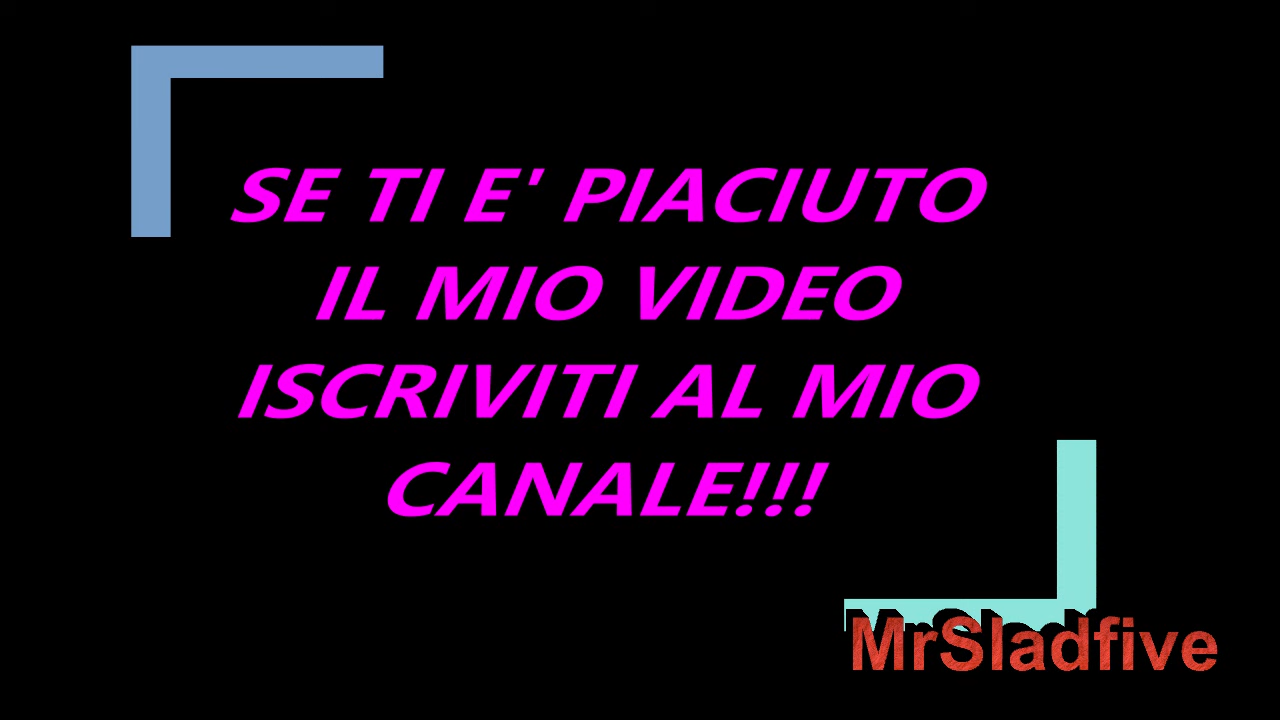 SE TI E' PIACIUTO
IL MIO VIDEO
ISCRIVITI AL MIO
CANALE!!!
MrSladfive